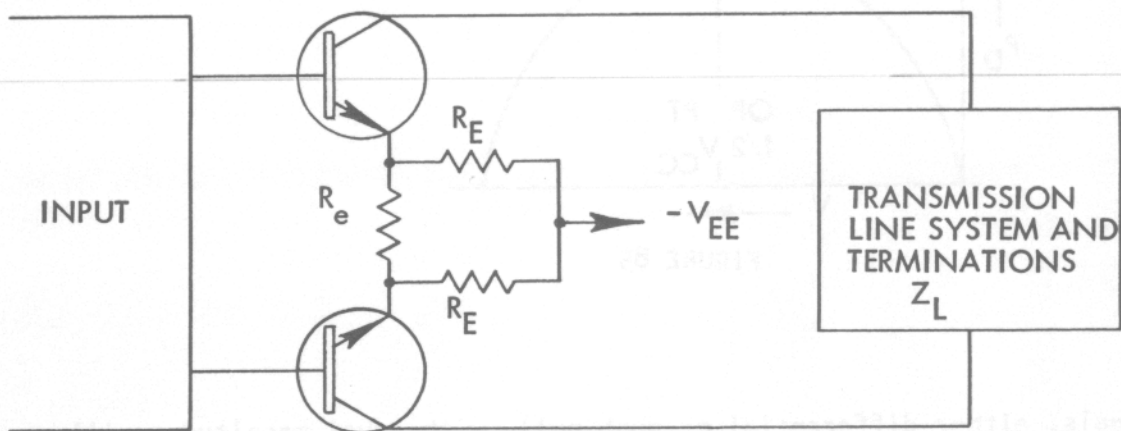 R_E
INPUT
R_e
-V_EE
R_E
TRANSMISSION
LINE SYSTEM AND
TERMINATIONS
Z_L